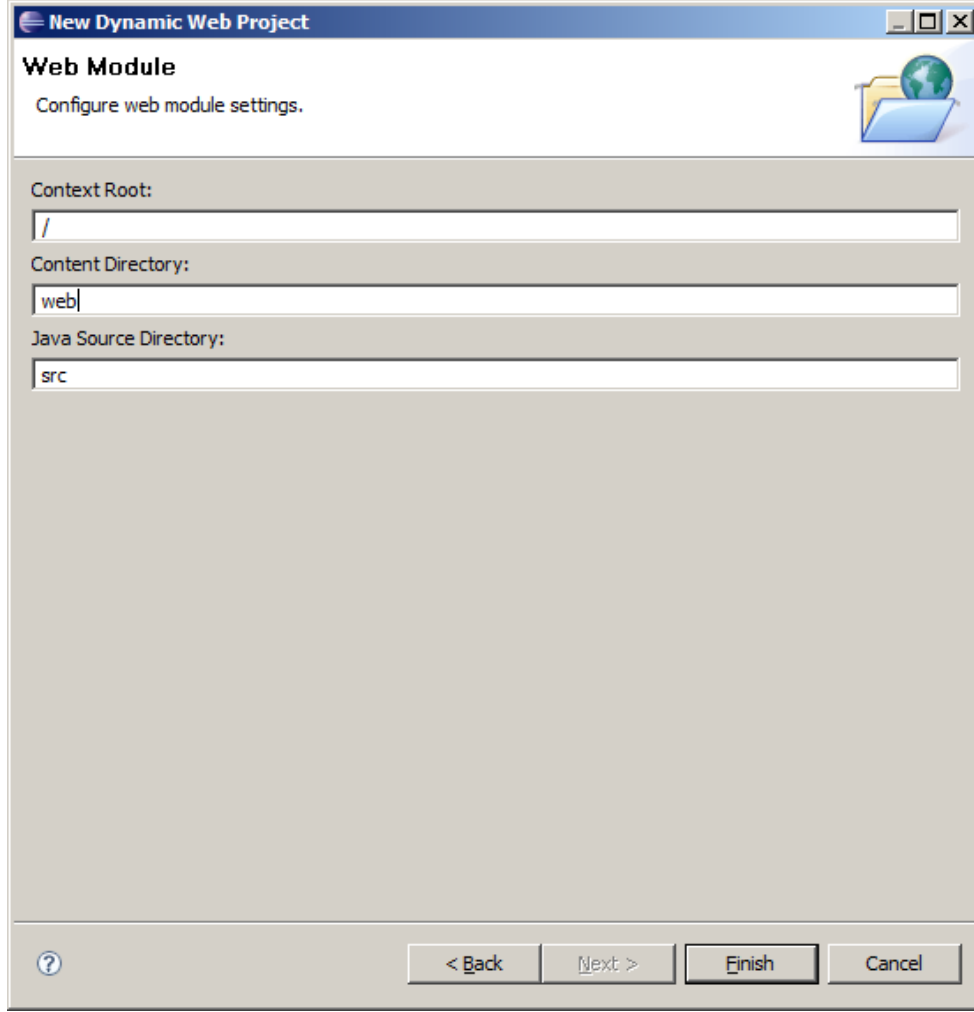 New Dynamic Web Project
Web Module
Configure web module settings.
Context Root:
/
Content Directory:
web
Java Source Directory:
src
?
< Back Next > Finish Cancel